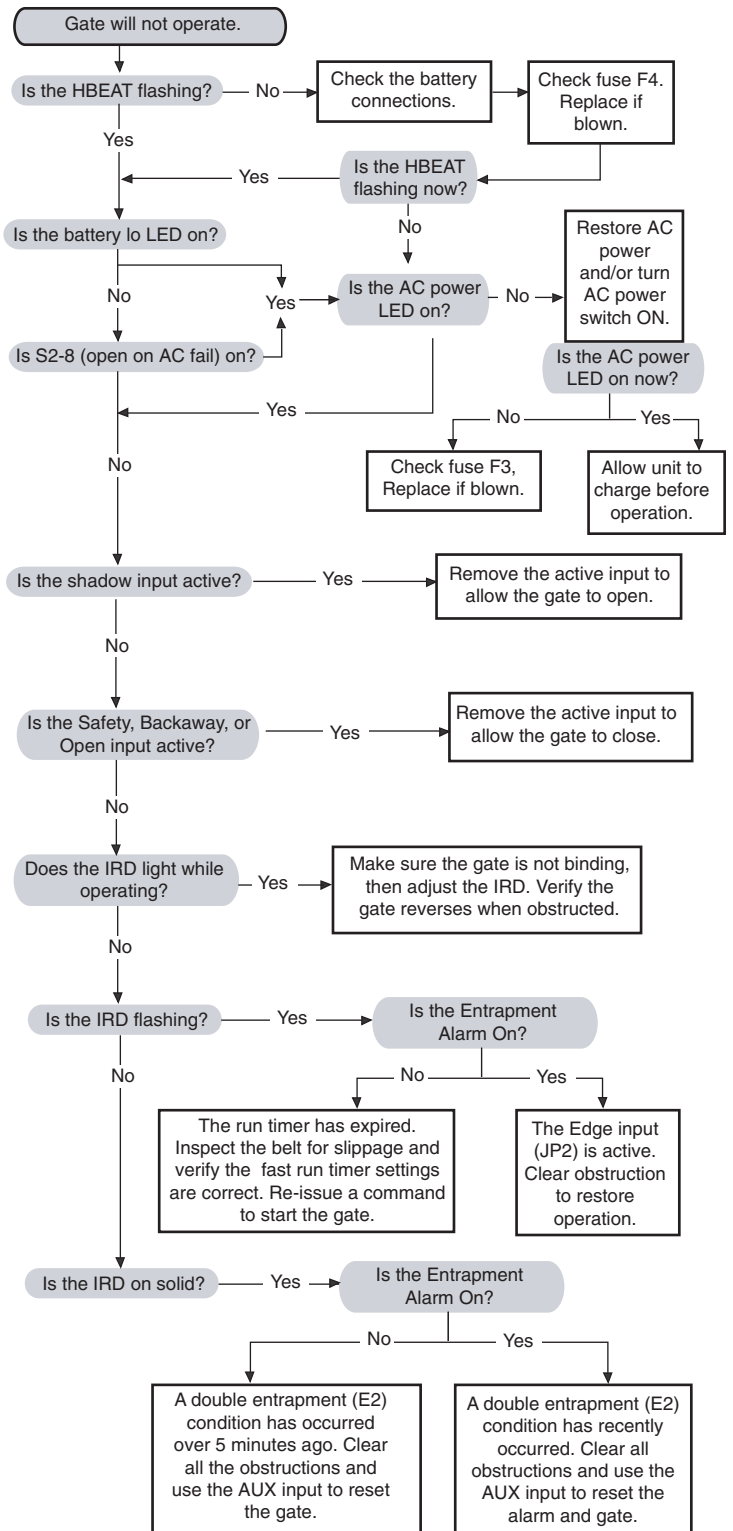 Gate will not operate.
Is the HBEAT flashing?
No
Check the battery
connections.
Check fuse F4.
Replace if
blown.
Yes
Is the HBEAT
flashing now?
Yes
No
Is the battery lo LED on?
Restore AC
power
and/or turn
AC power
switch ON.
No
Yes
Is the AC power
LED on?
No
Is S2-8 (open on AC fail) on?
Is the AC power
LED on now?
Yes
No
Yes
No
Check fuse F3,
Replace if blown.
Allow unit to
charge before
operation.
Is the shadow input active?
Yes
Remove the active input to
allow the gate to open.
No
Is the Safety, Backaway, or
Open input active?
Yes
Remove the active input to
allow the gate to close.
No
Does the IRD light while
operating?
Yes
Make sure the gate is not binding,
then adjust the IRD. Verify the
gate reverses when obstructed.
No
Is the IRD flashing?
Yes
Is the Entrapment
Alarm On?
No
No
Yes
The run timer has expired.
Inspect the belt for slippage and
verify the fast run timer settings
are correct. Re-issue a command
to start the gate.
The Edge input
(JP2) is active.
Clear obstruction
to restore
operation.
Is the IRD on solid?
Yes
Is the Entrapment
Alarm On?
No
Yes
A double entrapment (E2)
condition has occurred
over 5 minutes ago. Clear
all the obstructions and
use the AUX input to reset
the gate.
A double entrapment (E2)
condition has recently
occurred. Clear all
obstructions and use the
AUX input to reset the
alarm and gate.